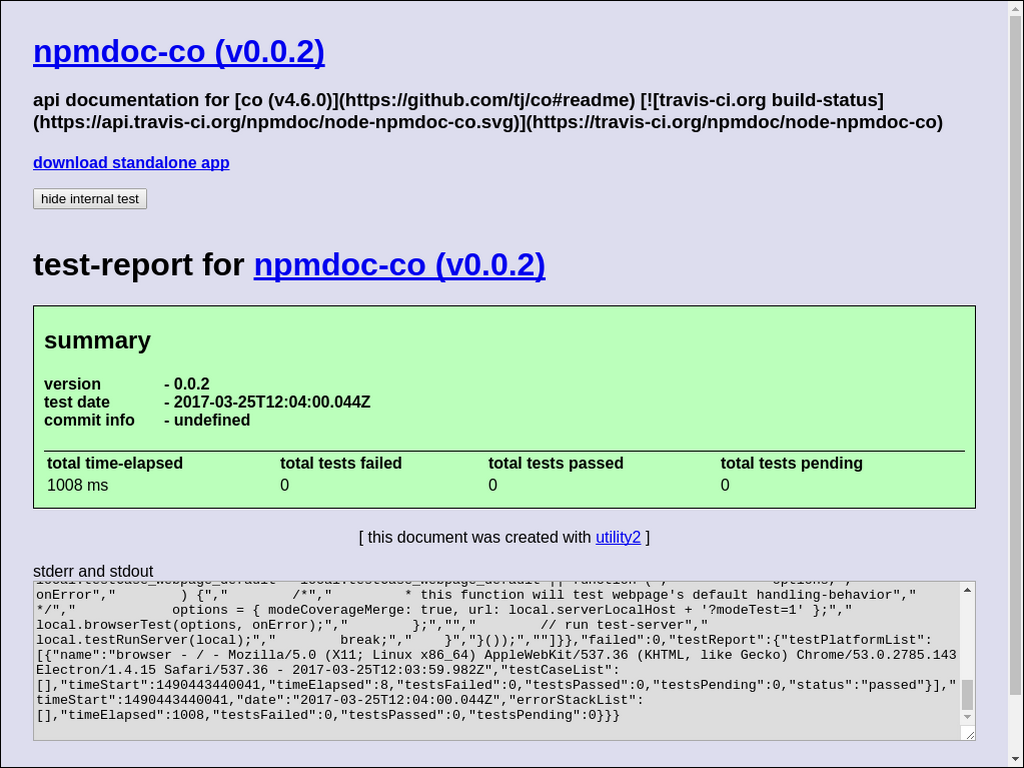 npmdoc-co (v0.0.2)
api documentation for [co (v4.6.0)](https://github.com/tj/co#readme) [![travis-ci.org build-status]
(https://api.travis-ci.org/npmdoc/node-npmdoc-co.svg)](https://travis-ci.org/npmdoc/node-npmdoc-co)
download standalone app
hide internal test
test-report for npmdoc-co (v0.0.2)
summary
version - 0.0.2
test date - 2017-03-25T12:04:00.044Z
commit info - undefined
total time-elapsed total tests failed total tests passed total tests pending
1008 ms 0 0 0
[ this document was created with utility2 ]
stderr and stdout
onError","        ) {","        /*","         * this function will test webpage's default handling-behavior","
*/","            options = { modeCoverageMerge: true, url: local.serverLocalHost + '?modeTest=1' };","
local.browserTest(options, onError);","        };","","        // run test-server","
local.testRunServer(local);","        break;","    }","}());",""]}},"failed":0,"testReport":{"testPlatformList":
[{"name":"browser - / - Mozilla/5.0 (X11; Linux x86_64) AppleWebKit/537.36 (KHTML, like Gecko) Chrome/53.0.2785.143
Electron/1.4.15 Safari/537.36 - 2017-03-25T12:03:59.982Z","testCaseList":
[],"timeStart":1490443440041,"timeElapsed":8,"testsFailed":0,"testsPassed":0,"testsPending":0,"status":"passed"}],"
timeStart":1490443440041,"date":"2017-03-25T12:04:00.044Z","errorStackList":
[],"timeElapsed":1008,"testsFailed":0,"testsPassed":0,"testsPending":0}}}